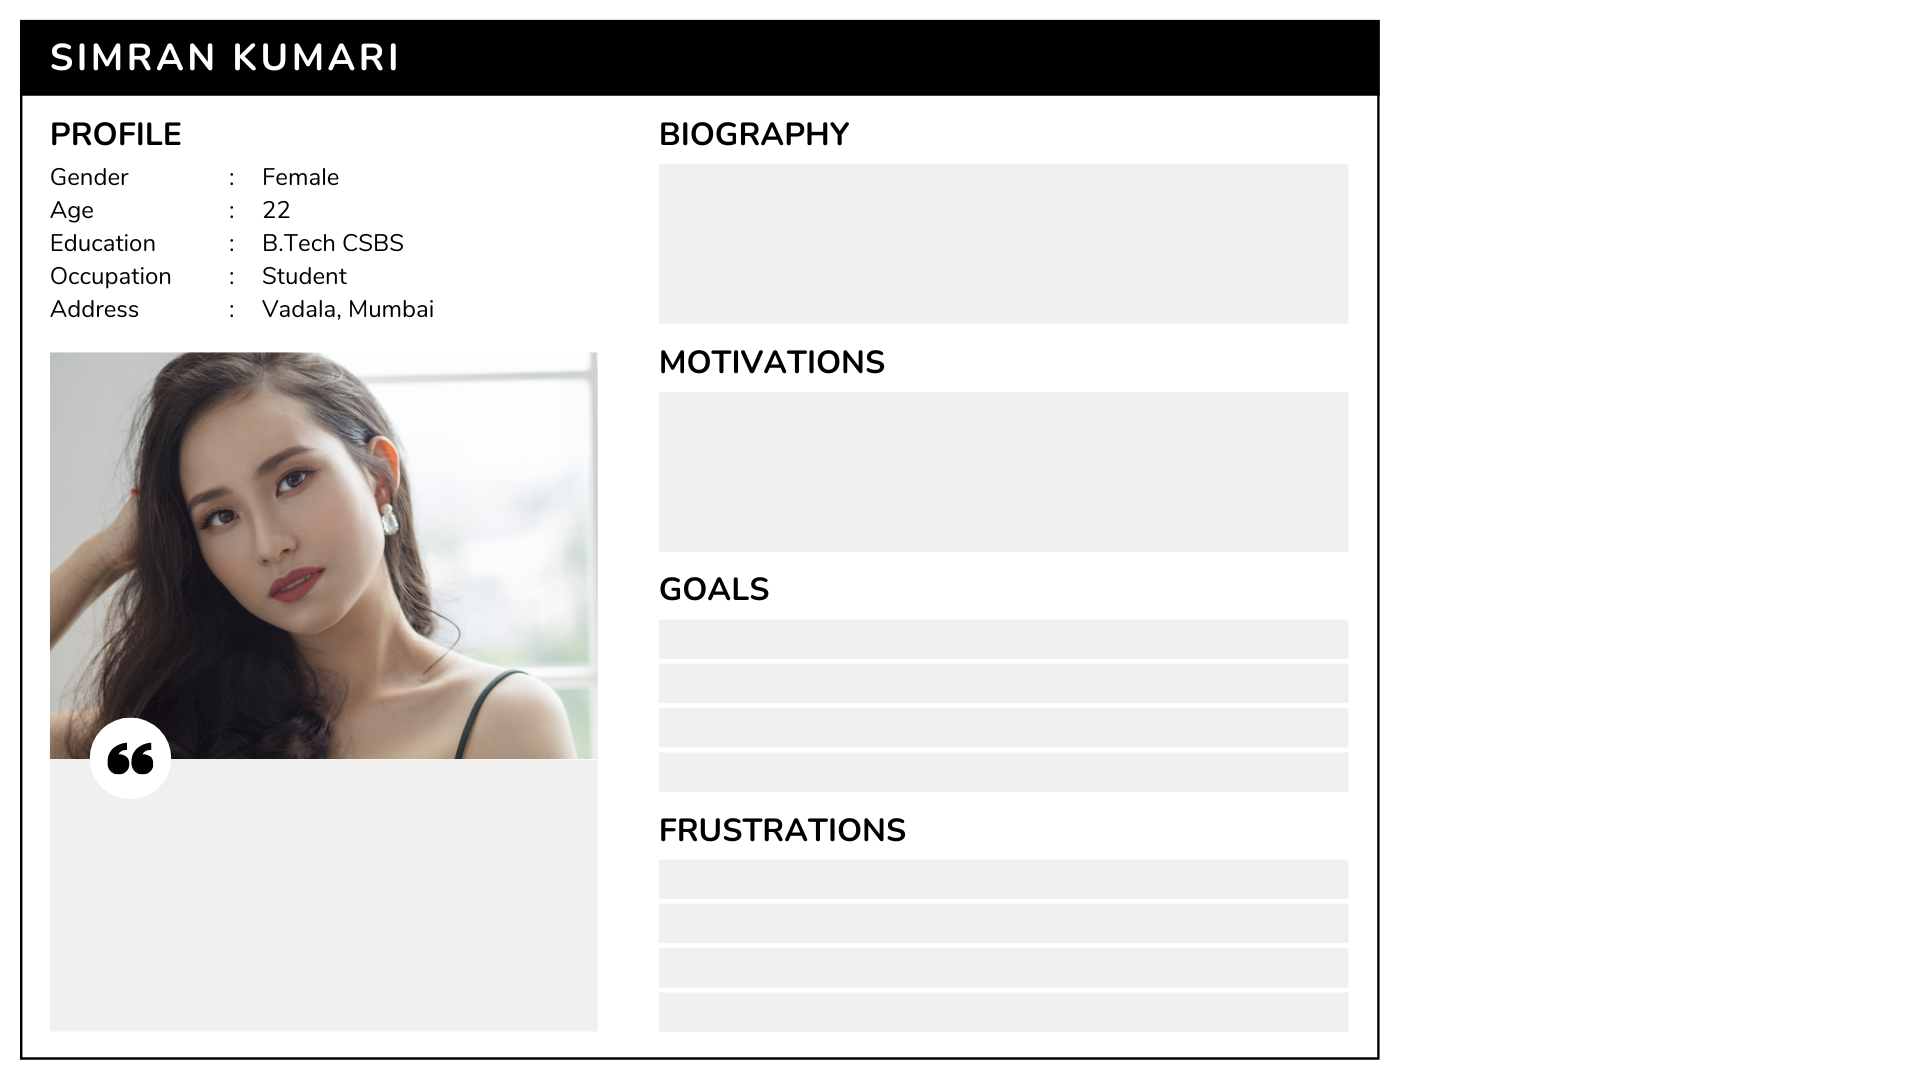 SIMRAN KUMARI
PROFILE
Gender : Female
Age : 22
Education : B.Tech CSBS
Occupation : Student
Address : Vadala, Mumbai
“
BIOGRAPHY
MOTIVATIONS
GOALS
FRUSTRATIONS